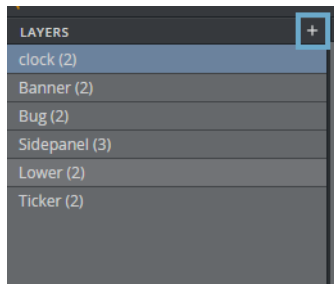 LAYERS +
clock (2)
Banner (2)
Bug (2)
Sidepanel (3)
Lower (2)
Ticker (2)